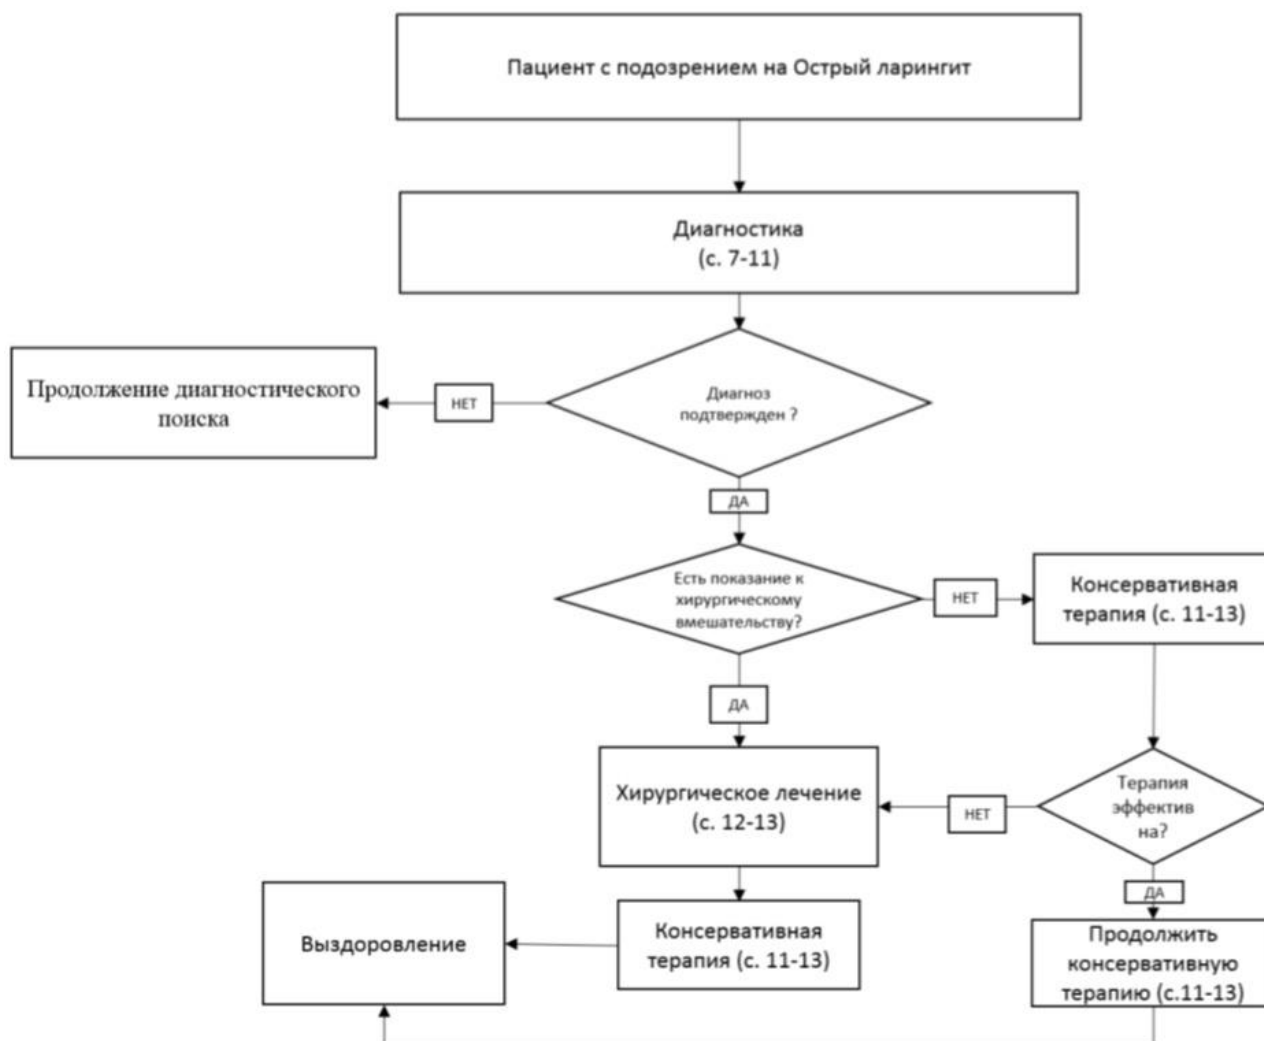 Пациент с подозрением на Острый ларингит
Диагностика
(с. 7-11)
Продолжение диагностического
поиска
НЕТ
Диагноз
подтвержден ?
ДА
Есть показание к
хирургическому
вмешательству?
НЕТ
Консервативная
терапия (с. 11-13)
ДА
Хирургическое лечение
(с. 12-13)
НЕТ
Терапия
эффектив
на?
ДА
Выздоровление
Консервативная
терапия (с. 11-13)
Продолжить
консервативную
терапию (с.11-13)